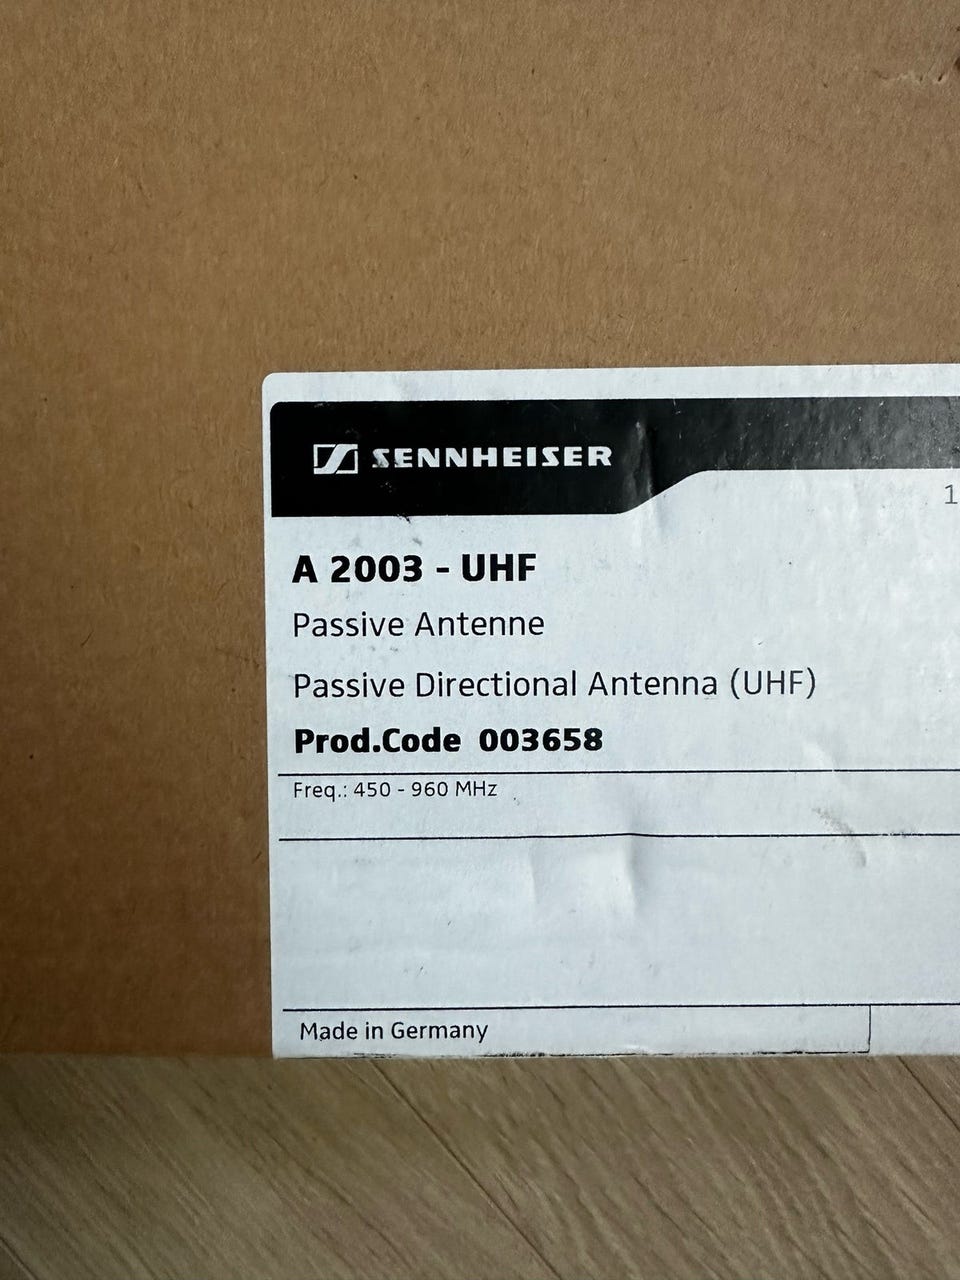 SENNHEISER
1
A 2003 - UHF
Passive Antenne
Passive Directional Antenna (UHF)
Prod.Code 003658
Freq.: 450 - 960 MHz
Made in Germany